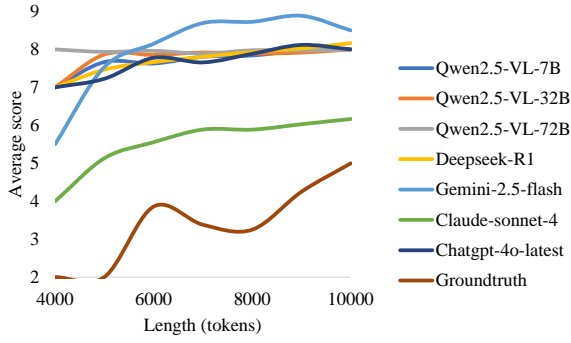 Average score
9
8
7
6
5
4
3
2
4000 6000 8000 10000
Length (tokens)
Qwen2.5-VL-7B
Qwen2.5-VL-32B
Qwen2.5-VL-72B
Deepseek-R1
Gemini-2.5-flash
Claude-sonnet-4
Chatgpt-4o-latest
Groundtruth